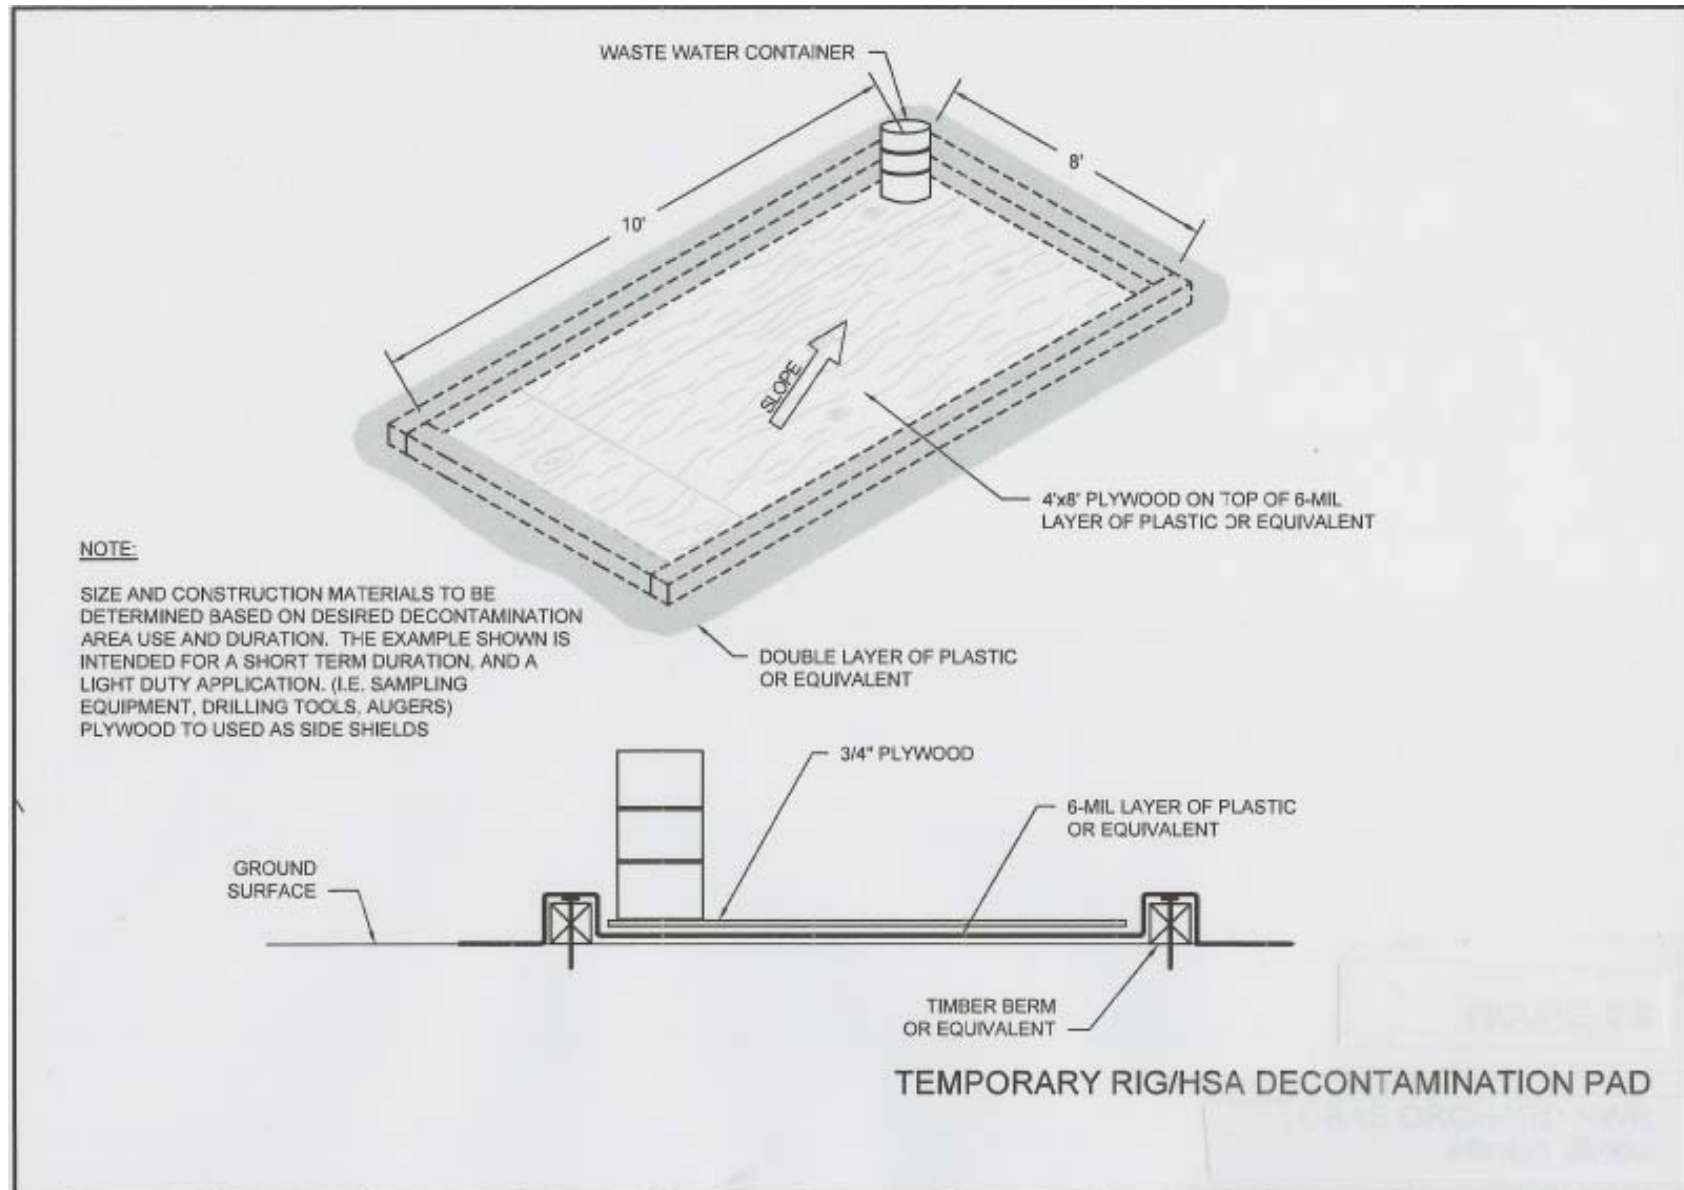 WASTE WATER CONTAINER
10'
8'
SLOPE
4'x8' PLYWOOD ON TOP OF 6-MIL
LAYER OF PLASTIC OR EQUIVALENT
NOTE:
SIZE AND CONSTRUCTION MATERIALS TO BE
DETERMINED BASED ON DESIRED DECONTAMINATION
AREA USE AND DURATION. THE EXAMPLE SHOWN IS
INTENDED FOR A SHORT TERM DURATION, AND A
LIGHT DUTY APPLICATION. (I.E. SAMPLING
EQUIPMENT, DRILLING TOOLS, AUGERS)
PLYWOOD TO USED AS SIDE SHIELDS
DOUBLE LAYER OF PLASTIC
OR EQUIVALENT
3/4" PLYWOOD
6-MIL LAYER OF PLASTIC
OR EQUIVALENT
GROUND
SURFACE
TIMBER BERM
OR EQUIVALENT
TEMPORARY RIG/HSA DECONTAMINATION PAD